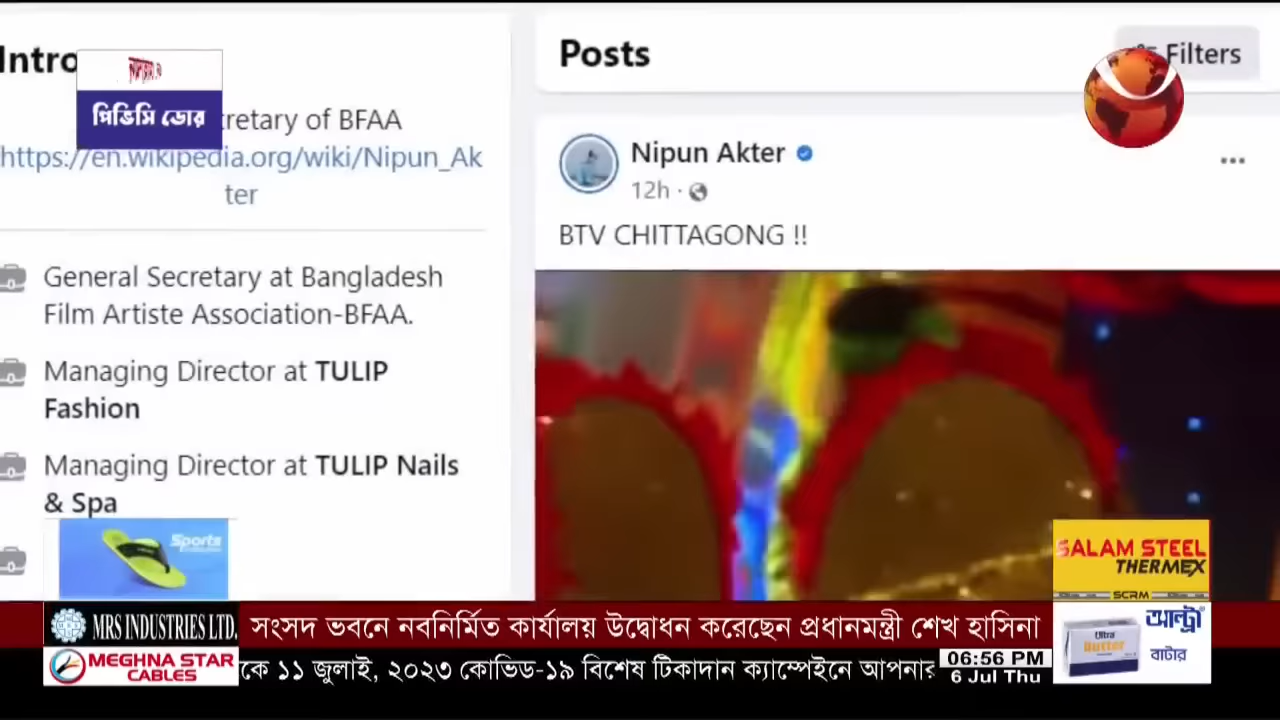 Intro
Posts
Filters
পিভিসি ডোর
retary of BFAA
https://en.wikipedia.org/wiki/Nipun_Ak
ter
Nipun Akter
12h
BTV CHITTAGONG !!
General Secretary at Bangladesh
Film Artiste Association-BFAA.
Managing Director at TULIP
Fashion
Managing Director at TULIP Nails
& Spa
Sports
SALAM STEEL
THERMEX
SCRM
MRS INDUSTRIES LTD.
সংসদ ভবনে নবনির্মিত কার্যালয় উদ্বোধন করেছেন প্রধানমন্ত্রী শেখ হাসিনা
আল্ট্রা
বাটার
Ultra
Butter
MEGHNA STAR
CABLES
কে ১১ জুলাই, ২০২৩ কোভিড-১৯ বিশেষ টিকাদান ক্যাম্পেইনে আপনার
06:56 PM
6 Jul Thu